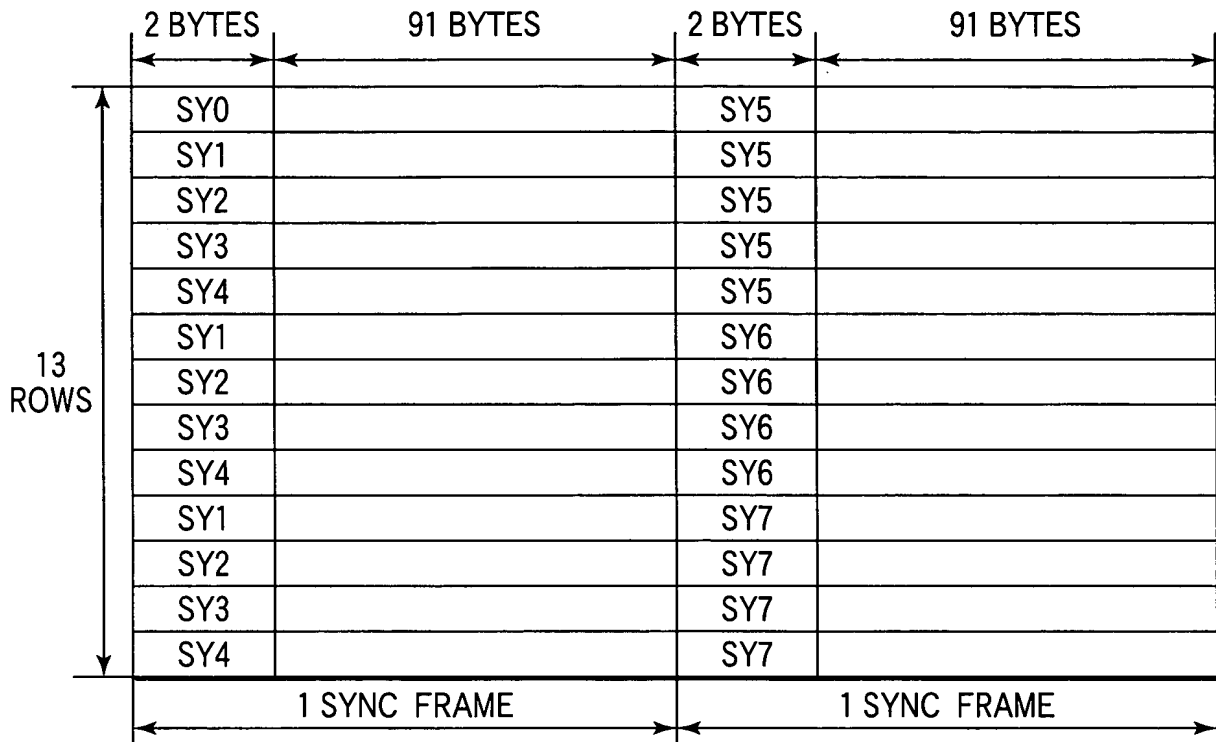 2 BYTES 91 BYTES 2 BYTES 91 BYTES
SY0 SY5
SY1 SY5
SY2 SY5
SY3 SY5
SY4 SY5
SY1 SY6
13
ROWS
SY2 SY6
SY3 SY6
SY4 SY6
SY1 SY7
SY2 SY7
SY3 SY7
SY4 SY7
1 SYNC FRAME 1 SYNC FRAME